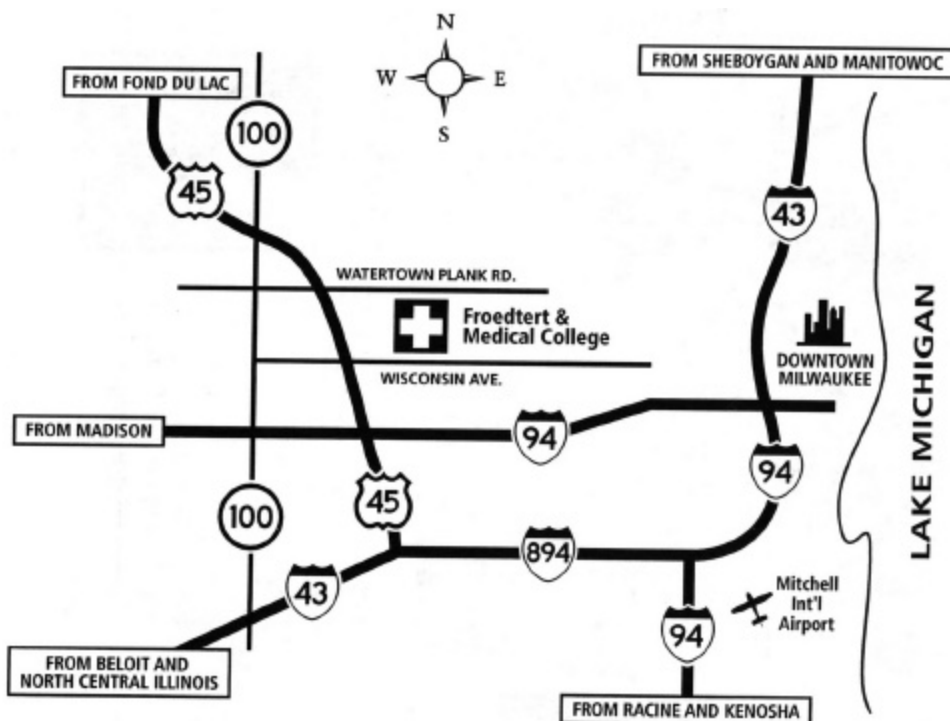 N
W E
S
FROM FOND DU LAC
FROM SHEBOYGAN AND MANITOWOC
100
45
43
WATERTOWN PLANK RD.
Froedtert &
Medical College
WISCONSIN AVE.
DOWNTOWN
MILWAUKEE
LAKE MICHIGAN
FROM MADISON
94
94
100
45
894
43
94
Mitchell
Int'l
Airport
FROM BELOIT AND
NORTH CENTRAL ILLINOIS
FROM RACINE AND KENOSHA